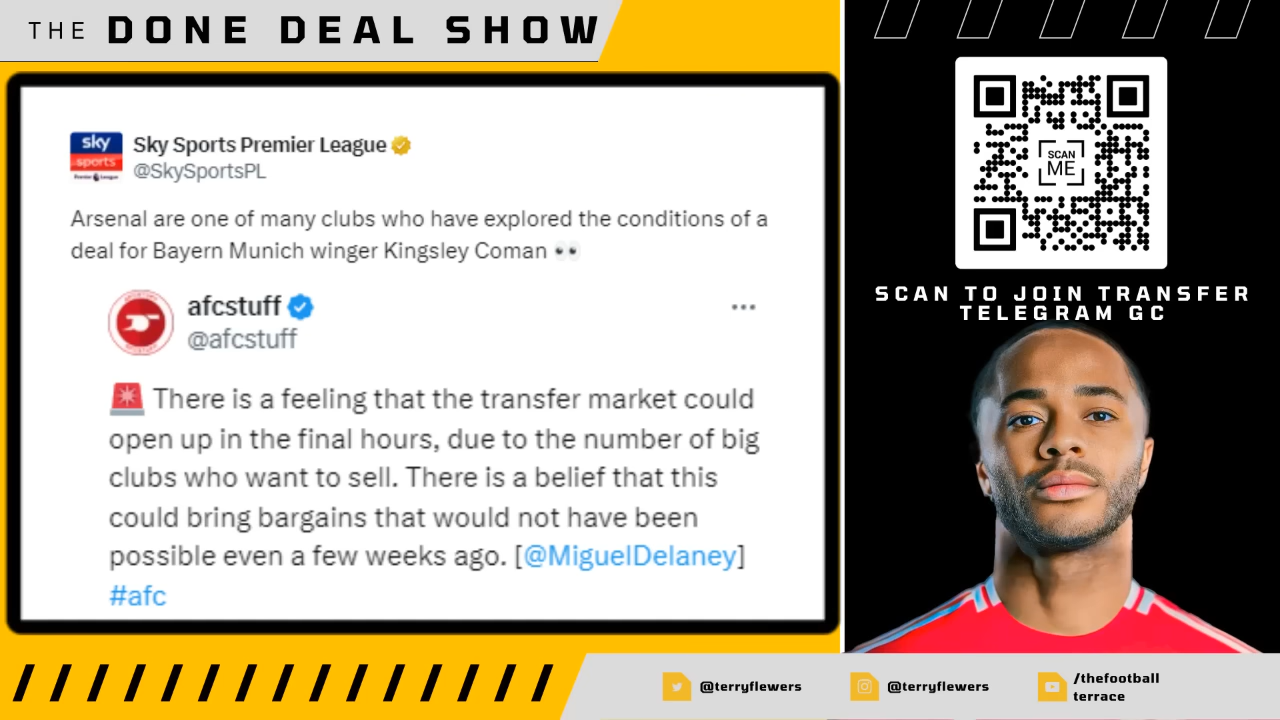 THE DONE DEAL SHOW
sky
sports
Premier League
Sky Sports Premier League
@SkySportsPL
Arsenal are one of many clubs who have explored the conditions of a
deal for Bayern Munich winger Kingsley Coman 👀
afcstuff
@afcstuff
🚨 There is a feeling that the transfer market could
open up in the final hours, due to the number of big
clubs who want to sell. There is a belief that this
could bring bargains that would not have been
possible even a few weeks ago. [@MiguelDelaney]
#afc
SCAN
ME
SCAN TO JOIN TRANSFER
TELEGRAM GC
@terryflewers
@terryflewers
/thefootball
terrace